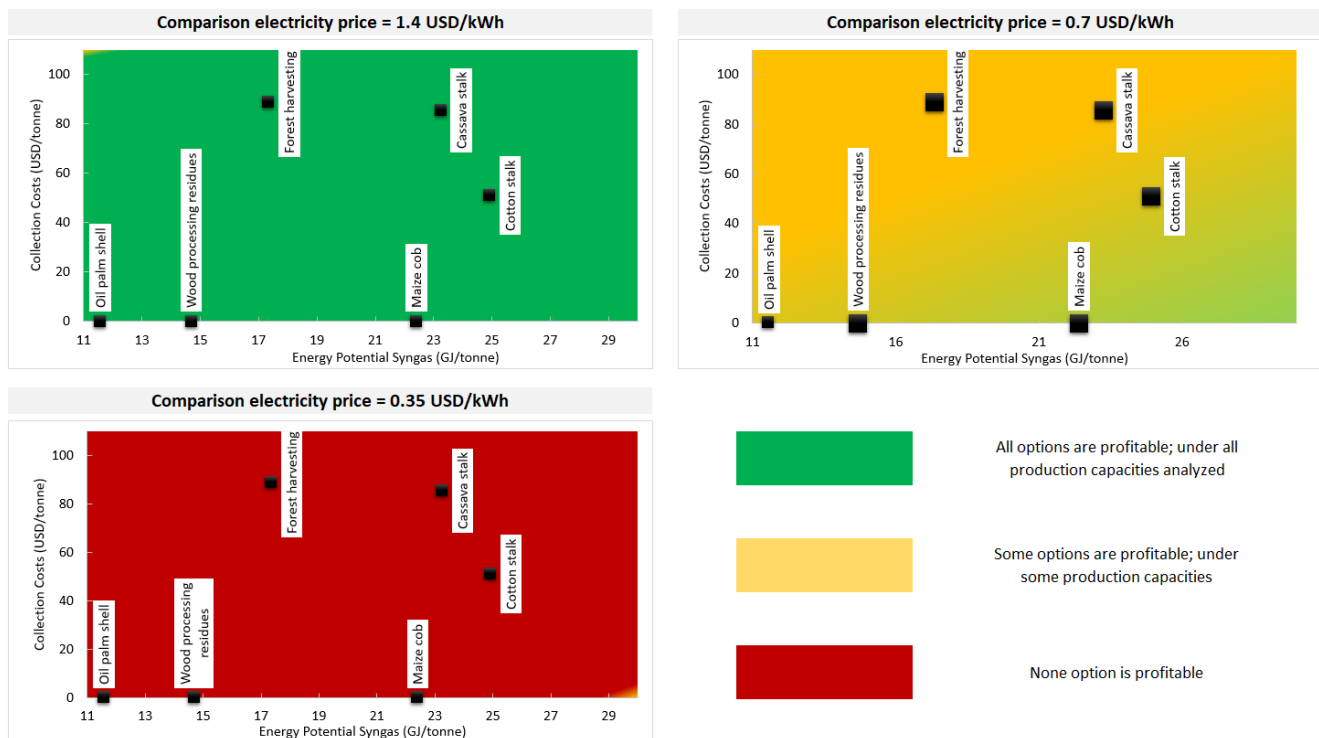 Comparison electricity price = 1.4 USD/kWh
Collection Costs (USD/tonne)
100
80
60
40
20
0
Oil palm shell
Wood processing residues
Forest harvesting
Maize cob
Cassava stalk
Cotton stalk
11 13 15 17 19 21 23 25 27 29
Energy Potential Syngas (GJ/tonne)
Comparison electricity price = 0.7 USD/kWh
Collection Costs (USD/tonne)
100
80
60
40
20
0
Oil palm shell
Wood processing residues
Forest harvesting
Maize cob
Cassava stalk
Cotton stalk
11 16 21 26
Energy Potential Syngas (GJ/tonne)
Comparison electricity price = 0.35 USD/kWh
Collection Costs (USD/tonne)
100
80
60
40
20
0
Oil palm shell
Wood processing
residues
Forest harvesting
Maize cob
Cassava stalk
Cotton stalk
11 13 15 17 19 21 23 25 27 29
Energy Potential Syngas (GJ/tonne)
All options are profitable; under all
production capacities analyzed
Some options are profitable; under
some production capacities
None option is profitable